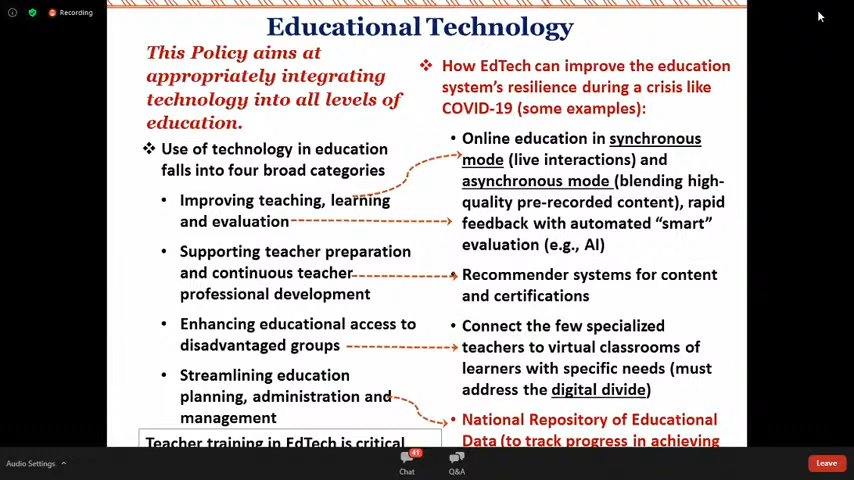 Recording
Educational Technology
This Policy aims at
appropriately integrating
technology into all levels of
education.
❖ Use of technology in education
falls into four broad categories
• Improving teaching, learning
and evaluation
• Supporting teacher preparation
and continuous teacher
professional development
• Enhancing educational access to
disadvantaged groups
• Streamlining education
planning, administration and
management
Teacher training in EdTech is critical
❖ How EdTech can improve the education
system's resilience during a crisis like
COVID-19 (some examples):
• Online education in synchronous
mode (live interactions) and
asynchronous mode (blending high-
quality pre-recorded content), rapid
feedback with automated “smart”
evaluation (e.g., AI)
• Recommender systems for content
and certifications
• Connect the few specialized
teachers to virtual classrooms of
learners with specific needs (must
address the digital divide)
• National Repository of Educational
Data (to track progress in achieving
Audio Settings
41
Chat
Q&A
Leave